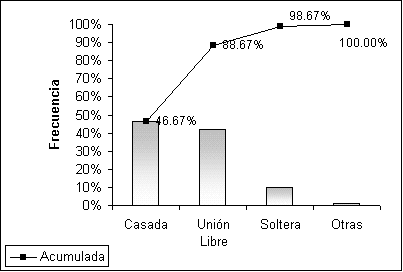 98.67%
100%
90%
88.67%
100.00%
80%
70%
60%
50%
46.67%
40%
30%
20%
10%
0%
Frecuencia
Casada
Unión
Libre
Soltera
Otras
Acumulada